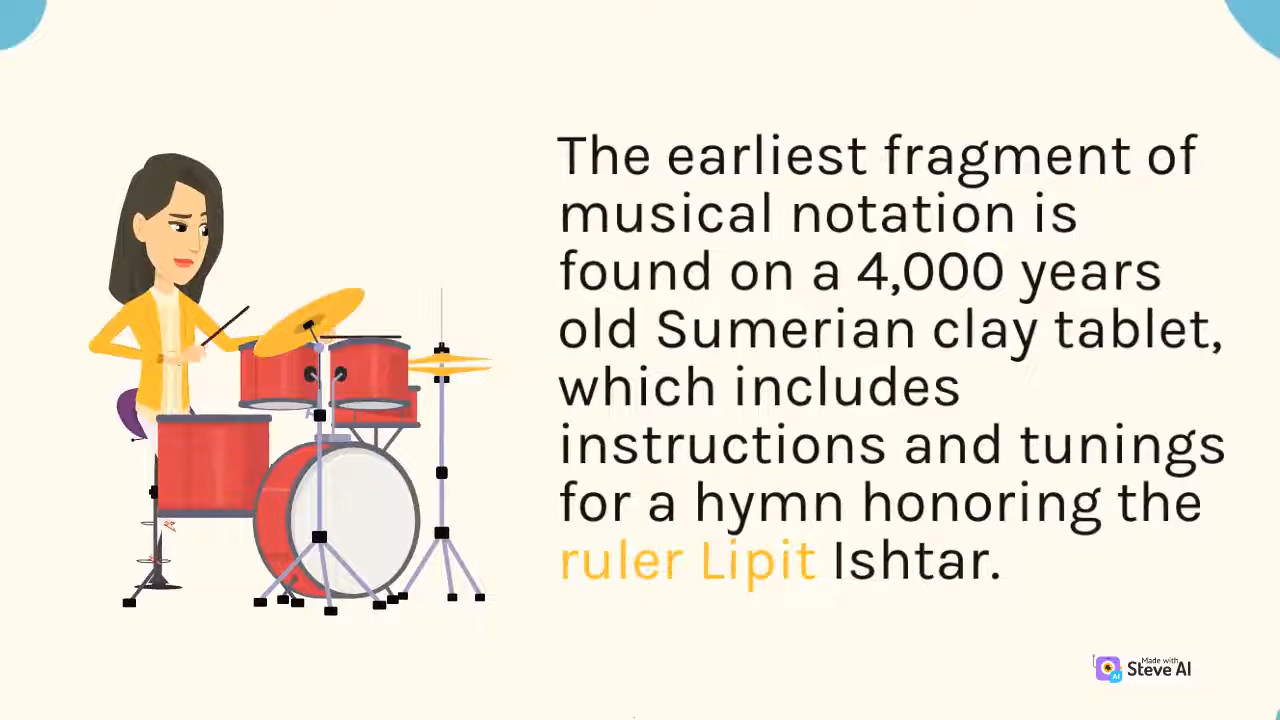 The earliest fragment of
musical notation is
found on a 4,000 years
old Sumerian clay tablet,
which includes
instructions and tunings
for a hymn honoring the
ruler Lipit Ishtar.
Made with
Steve AI
AI